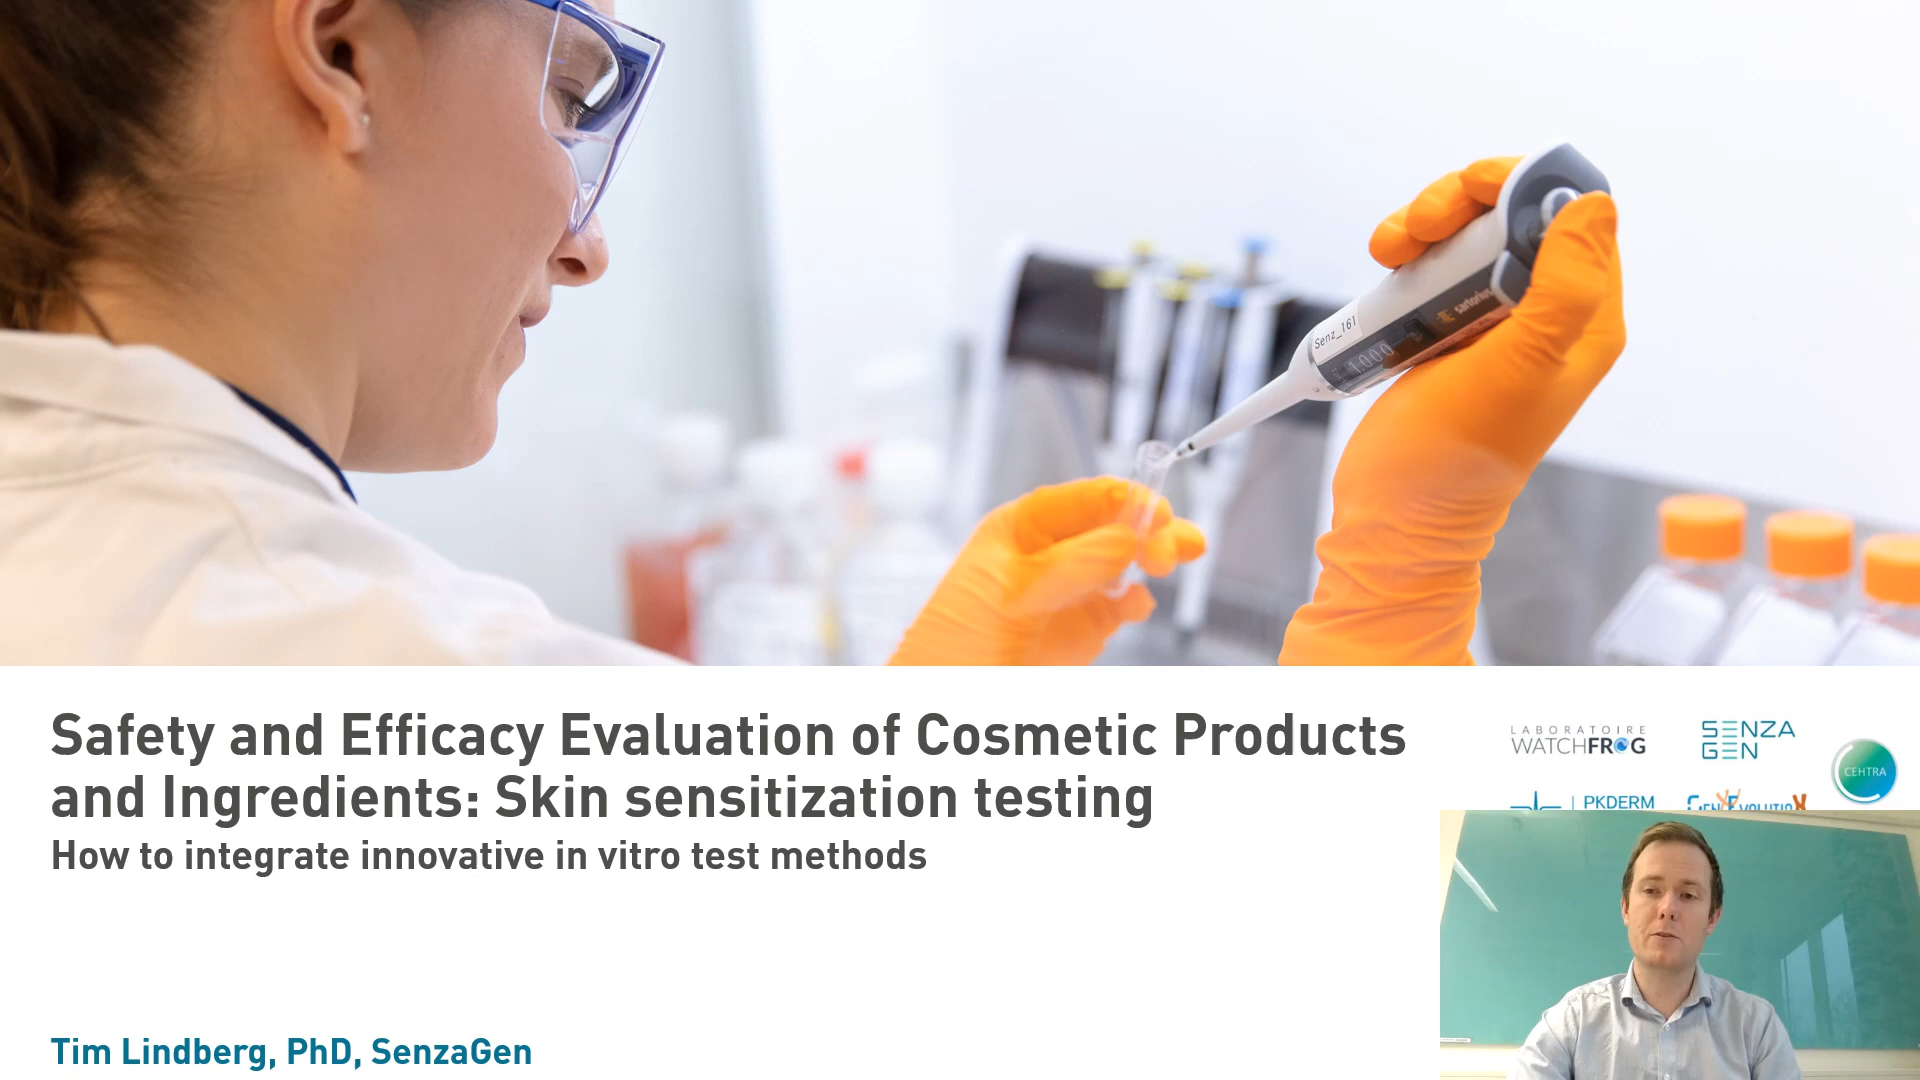 Senz_161
1.000
sartorius
Safety and Efficacy Evaluation of Cosmetic Products
and Ingredients: Skin sensitization testing
How to integrate innovative in vitro test methods
LABORATOIRE
WATCHFROG
SENZA
GEN
CEHTRA
PKDERM
GenEvolutioX
Tim Lindberg, PhD, SenzaGen